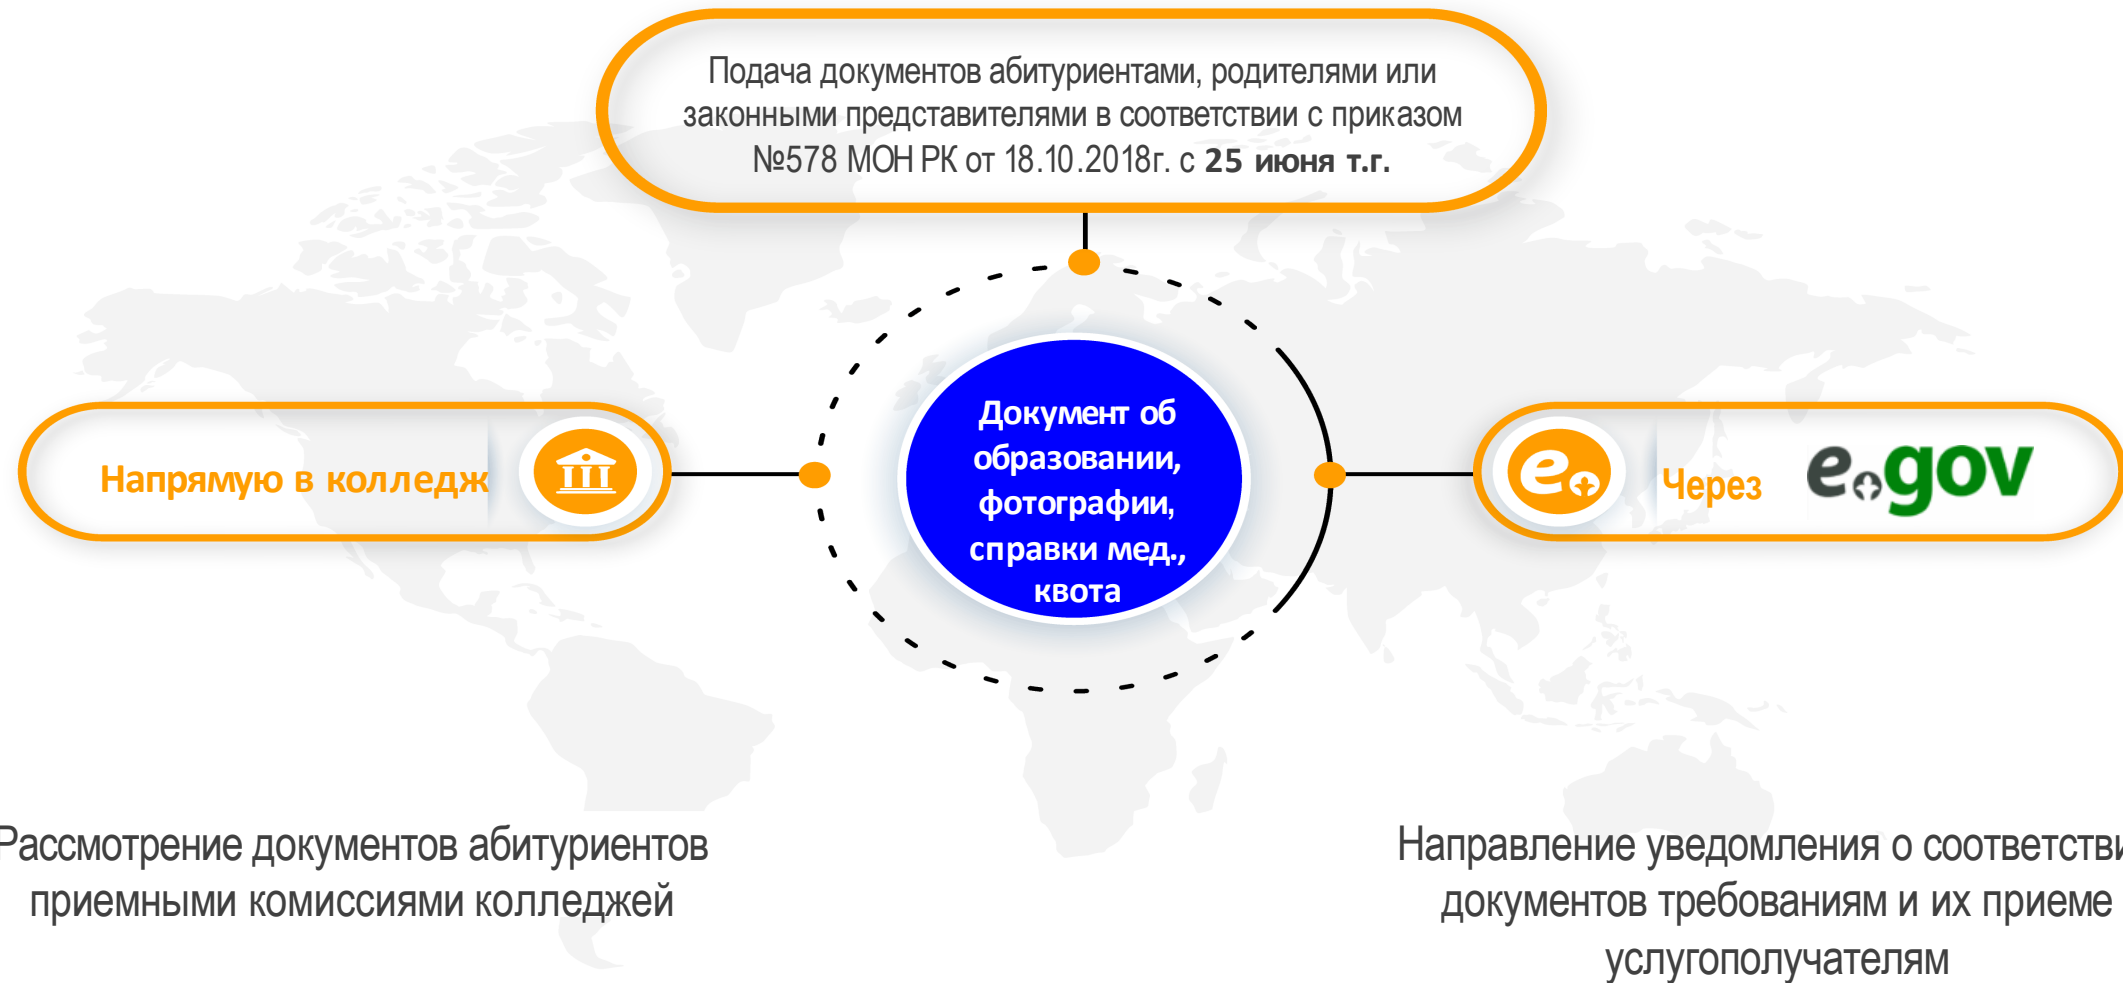 Подача документов абитуриентами, родителями или
законными представителями в соответствии с приказом
№578 МОН РК от 18.10.2018г. с 25 июня т.г.
Напрямую в колледж
Документ об
образовании,
фотографии,
справки мед.,
квота
e
Через
e.gov
Рассмотрение документов абитуриентов
приемными комиссиями колледжей
Направление уведомления о соответстви
документов требованиям и их приеме
услугополучателям